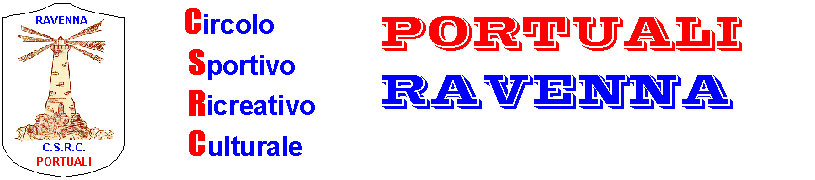 RAVENNA
C.S.R.C.
PORTUALI
Circolo
Sportivo
Ricreativo
Culturale
PORTUALI
RAVENNA